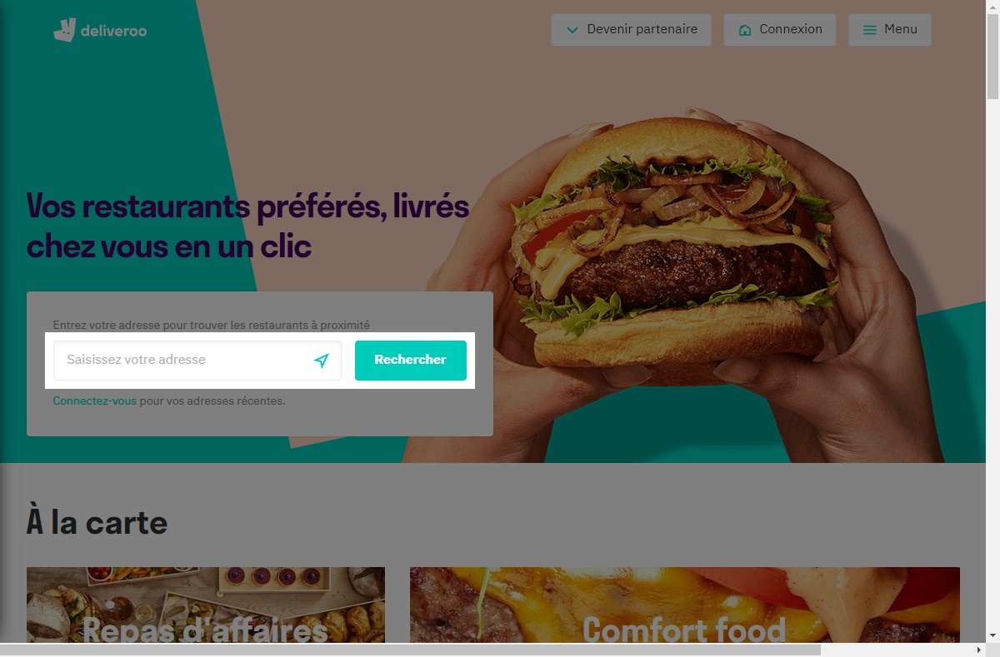 deliveroo
Devenir partenaire
Connexion
Menu
Vos restaurants préférés, livrés
chez vous en un clic
Entrez votre adresse pour trouver les restaurants à proximité
Saisissez votre adresse
Rechercher
Connectez-vous pour vos adresses récentes.
À la carte
Repas d'affaires
Comfort food